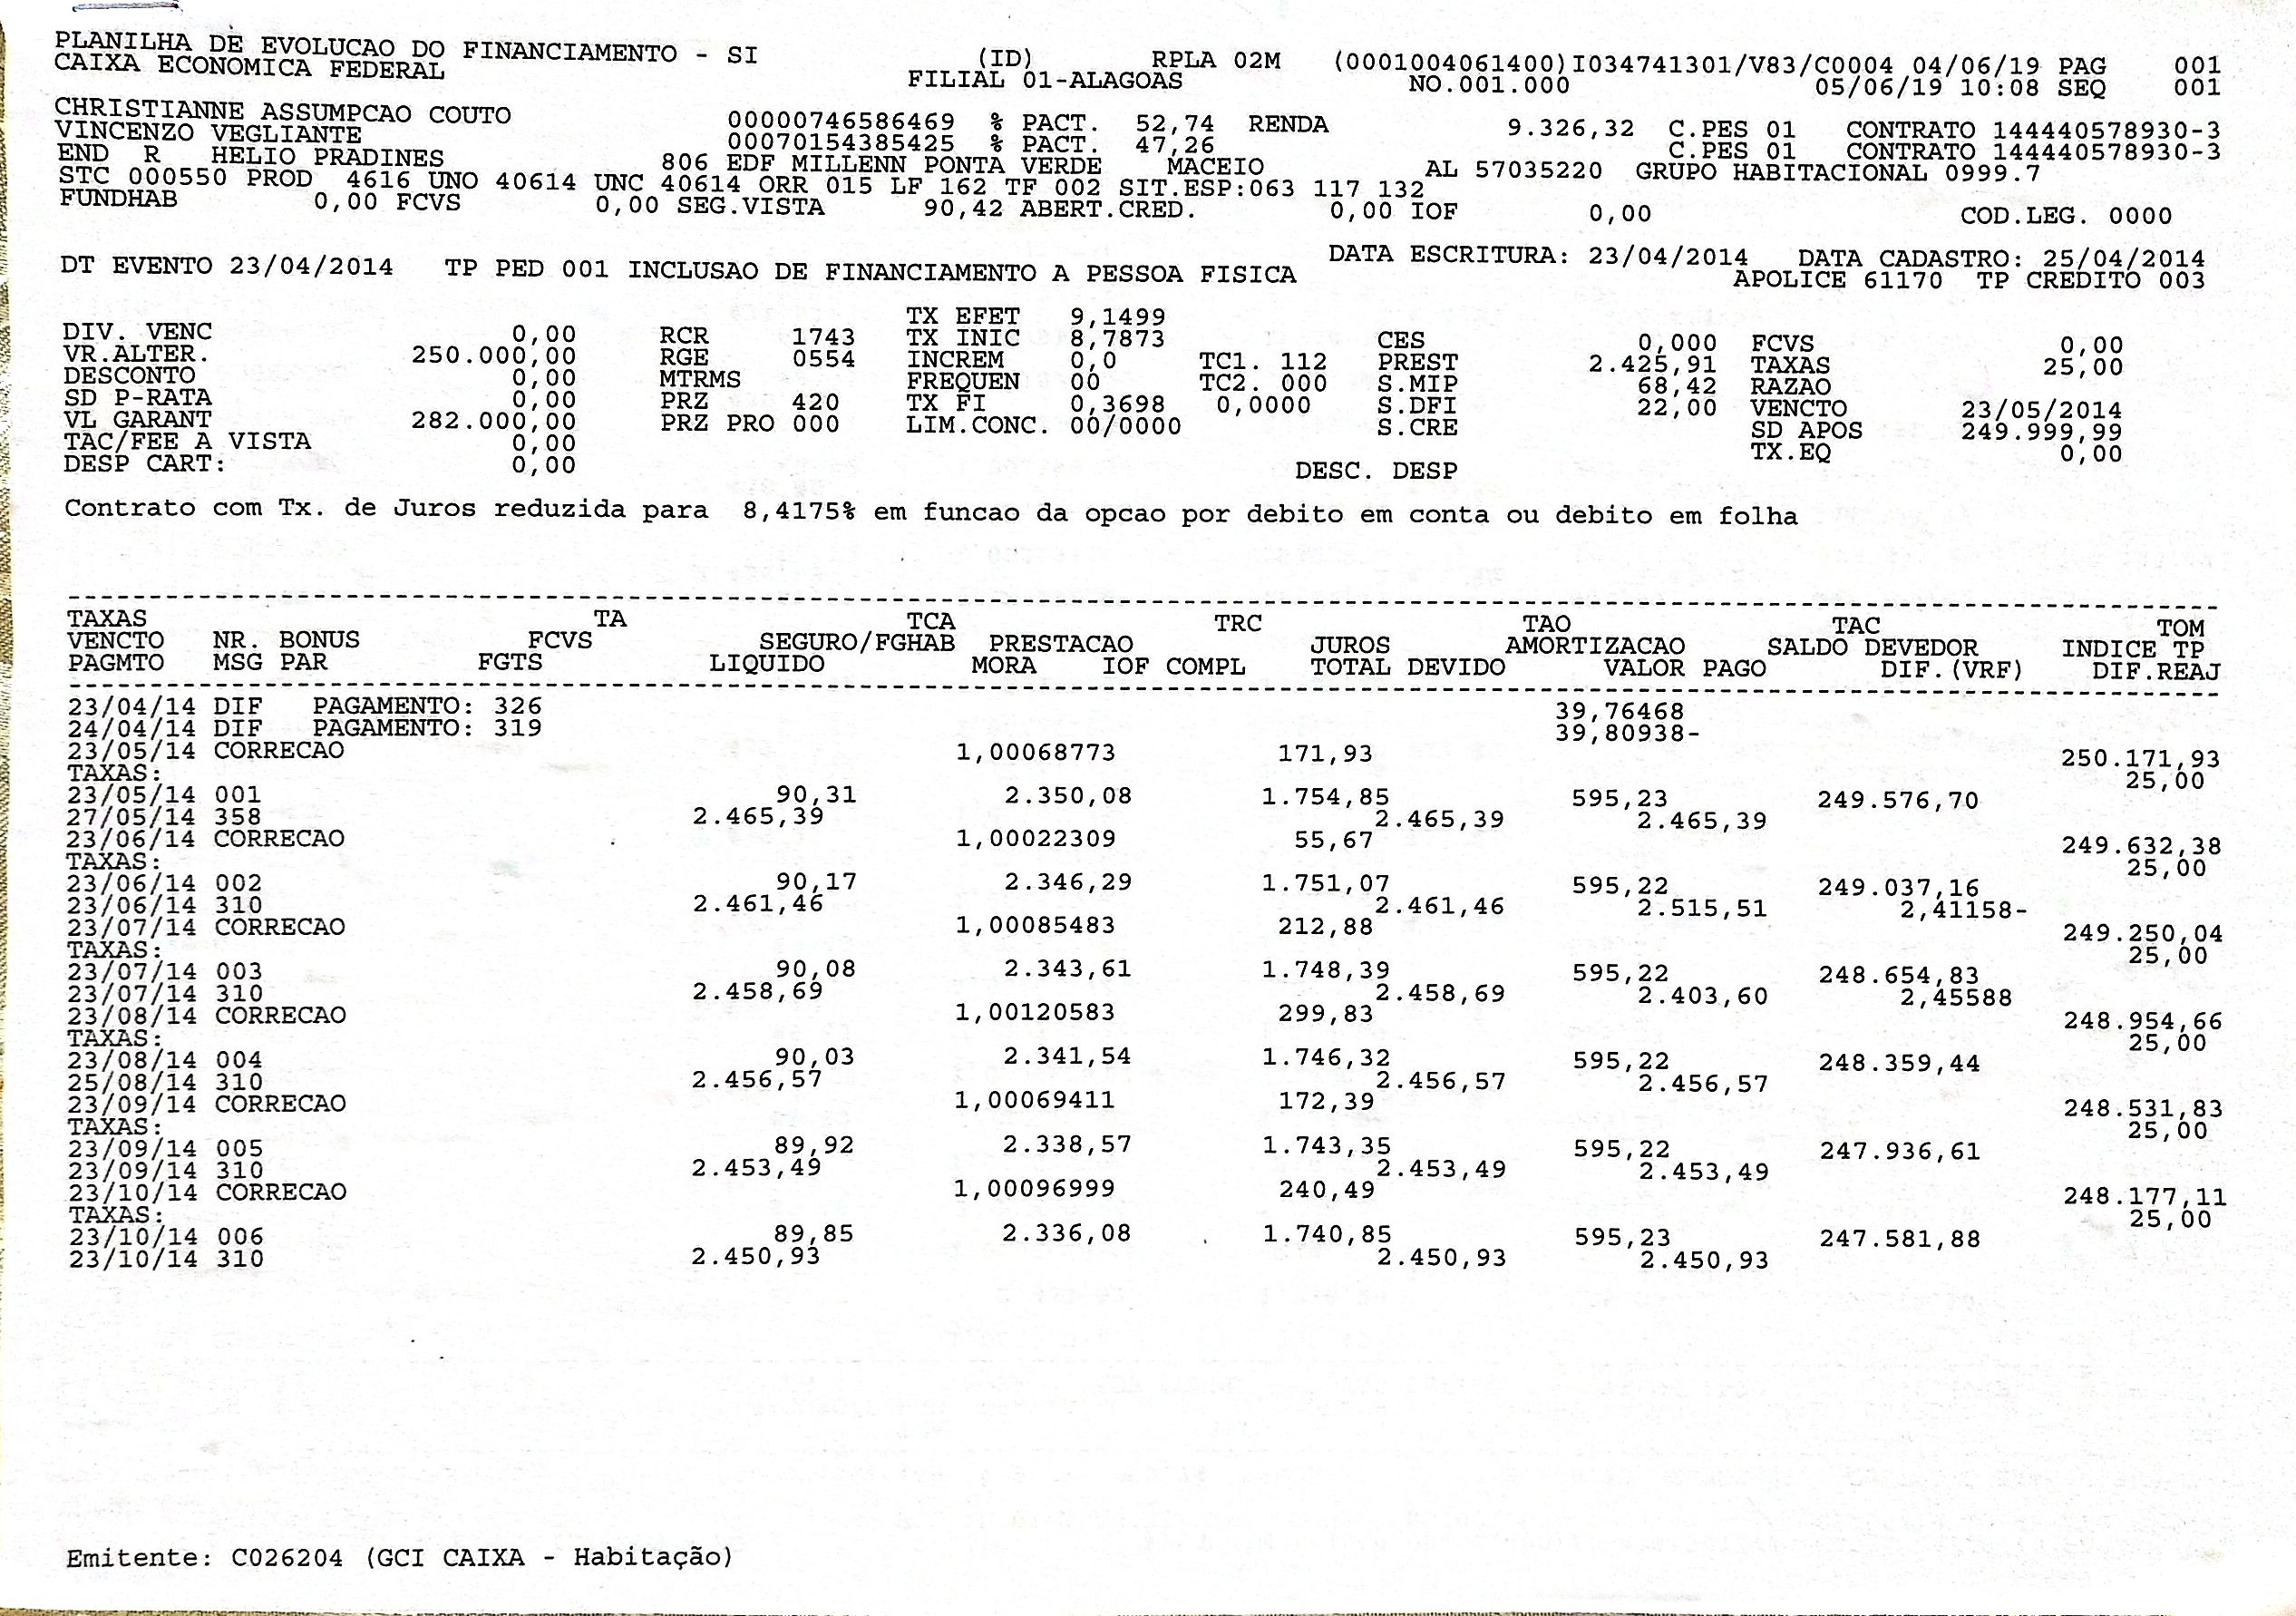 PLANILHA DE EVOLUCAO DO FINANCIAMENTO - SI (ID) RPLA 02M (0001004061400)I034741301/V83/C0004 04/06/19 PAG 001
CAIXA ECONOMICA FEDERAL FILIAL 01-ALAGOAS NO.001.000 05/06/19 10:08 SEQ 001
CHRISTIANNE ASSUMPCAO COUTO 00000746586469 % PACT. 52,74 RENDA 9.326,32 C.PES 01 CONTRATO 144440578930-3
VINCENZO VEGLIANTE 00070154385425 % PACT. 47,26 C.PES 01 CONTRATO 144440578930-3
END R HELIO PRADINES 806 EDF MILLENN PONTA VERDE MACEIO AL 57035220 GRUPO HABITACIONAL 0999.7
STC 000550 PROD 4616 UNO 40614 UNC 40614 ORR 015 LF 162 TF 002 SIT.ESP:063 117 132
FUNDHAB 0,00 FCVS 0,00 SEG.VISTA 90,42 ABERT.CRED. 0,00 IOF 0,00 COD.LEG. 0000
DATA ESCRITURA: 23/04/2014 DATA CADASTRO: 25/04/2014
DT EVENTO 23/04/2014 TP PED 001 INCLUSAO DE FINANCIAMENTO A PESSOA FISICA APOLICE 61170 TP CREDITO 003
TX EFET 9,1499
DIV. VENC 0,00 RCR 1743 TX INIC 8,7873 CES 0,000 FCVS 0,00
VR.ALTER. 250.000,00 RGE 0554 INCREM 0,0 TC1. 112 PREST 2.425,91 TAXAS 25,00
DESCONTO 0,00 MTRMS FREQUEN 00 TC2. 000 S.MIP 68,42 RAZAO
SD P-RATA 0,00 PRZ 420 TX FI 0,3698 0,0000 S.DFI 22,00 VENCTO 23/05/2014
VL GARANT 282.000,00 PRZ PRO 000 LIM.CONC. 00/0000 S.CRE SD APOS 249.999,99
TAC/FEE A VISTA 0,00 TX.EQ 0,00
DESP CART: 0,00 DESC. DESP
Contrato com Tx. de Juros reduzida para 8,4175% em funcao da opcao por debito em conta ou debito em folha
TAXAS TA TCA TRC TAO TAC TOM
VENCTO NR. BONUS FCVS SEGURO/FGHAB PRESTACAO JUROS AMORTIZACAO SALDO DEVEDOR INDICE TP
PAGMTO MSG PAR FGTS LIQUIDO MORA IOF COMPL TOTAL DEVIDO VALOR PAGO DIF.(VRF) DIF.REAJ
23/04/14 DIF PAGAMENTO: 326 39,76468
24/04/14 DIF PAGAMENTO: 319 39,80938-
23/05/14 CORRECAO 1,00068773 171,93 250.171,93
TAXAS: 25,00
23/05/14 001 90,31 2.350,08 1.754,85 595,23 249.576,70
27/05/14 358 2.465,39 2.465,39 2.465,39
23/06/14 CORRECAO 1,00022309 55,67 249.632,38
TAXAS: 25,00
23/06/14 002 90,17 2.346,29 1.751,07 595,22 249.037,16
23/06/14 310 2.461,46 2.461,46 2.515,51 2,41158-
23/07/14 CORRECAO 1,00085483 212,88 249.250,04
TAXAS: 25,00
23/07/14 003 90,08 2.343,61 1.748,39 595,22 248.654,83
23/07/14 310 2.458,69 2.458,69 2.403,60 2,45588
23/08/14 CORRECAO 1,00120583 299,83 248.954,66
TAXAS: 25,00
23/08/14 004 90,03 2.341,54 1.746,32 595,22 248.359,44
25/08/14 310 2.456,57 2.456,57 2.456,57
23/09/14 CORRECAO 1,00069411 172,39 248.531,83
TAXAS: 25,00
23/09/14 005 89,92 2.338,57 1.743,35 595,22 247.936,61
23/09/14 310 2.453,49 2.453,49 2.453,49
23/10/14 CORRECAO 1,00096999 240,49 248.177,11
TAXAS: 25,00
23/10/14 006 89,85 2.336,08 1.740,85 595,23 247.581,88
23/10/14 310 2.450,93 2.450,93 2.450,93
Emitente: C026204 (GCI CAIXA - Habitação)